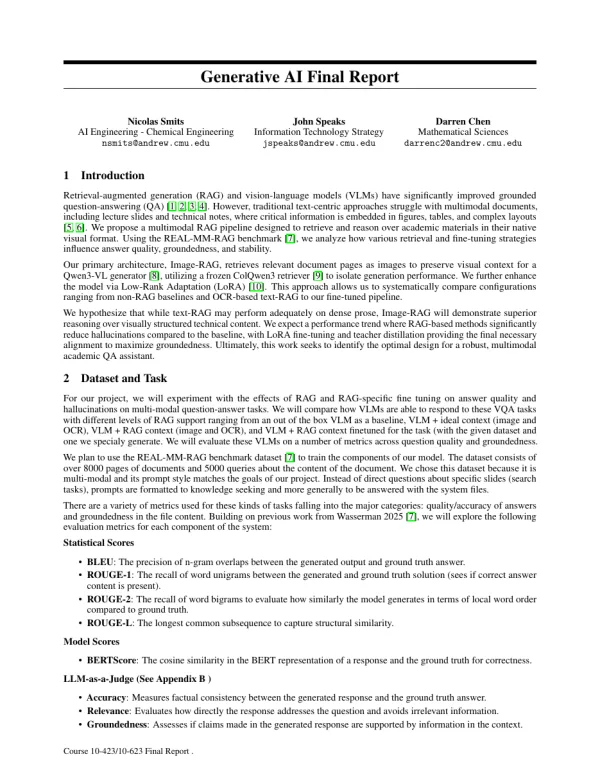 Generative AI Final Report
Nicolas Smits
AI Engineering - Chemical Engineering
nsmits@andrew.cmu.edu
John Speaks
Information Technology Strategy
jspeaks@andrew.cmu.edu
Darren Chen
Mathematical Sciences
darrenc2@andrew.cmu.edu
1 Introduction
Retrieval-augmented generation (RAG) and vision-language models (VLMs) have significantly improved grounded
question-answering (QA) [1, 2, 3, 4]. However, traditional text-centric approaches struggle with multimodal documents,
including lecture slides and technical notes, where critical information is embedded in figures, tables, and complex layouts
[5, 6]. We propose a multimodal RAG pipeline designed to retrieve and reason over academic materials in their native
visual format. Using the REAL-MM-RAG benchmark [7], we analyze how various retrieval and fine-tuning strategies
influence answer quality, groundedness, and stability.
Our primary architecture, Image-RAG, retrieves relevant document pages as images to preserve visual context for a
Qwen3-VL generator [8], utilizing a frozen ColQwen3 retriever [9] to isolate generation performance. We further enhance
the model via Low-Rank Adaptation (LoRA) [10]. This approach allows us to systematically compare configurations
ranging from non-RAG baselines and OCR-based text-RAG to our fine-tuned pipeline.
We hypothesize that while text-RAG may perform adequately on dense prose, Image-RAG will demonstrate superior
reasoning over visually structured technical content. We expect a performance trend where RAG-based methods significantly
reduce hallucinations compared to the baseline, with LoRA fine-tuning and teacher distillation providing the final necessary
alignment to maximize groundedness. Ultimately, this work seeks to identify the optimal design for a robust, multimodal
academic QA assistant.
2 Dataset and Task
For our project, we will experiment with the effects of RAG and RAG-specific fine tuning on answer quality and
hallucinations on multi-modal question-answer tasks. We will compare how VLMs are able to respond to these VQA tasks
with different levels of RAG support ranging from an out of the box VLM as a baseline, VLM + ideal context (image and
OCR), VLM + RAG context (image and OCR), and VLM + RAG context finetuned for the task (with the given dataset and
one we specialy generate. We will evaluate these VLMs on a number of metrics across question quality and groundedness.
We plan to use the REAL-MM-RAG benchmark dataset [7] to train the components of our model. The dataset consists of
over 8000 pages of documents and 5000 queries about the content of the document. We chose this dataset because it is
multi-modal and its prompt style matches the goals of our project. Instead of direct questions about specific slides (search
tasks), prompts are formatted to knowledge seeking and more generally to be answered with the system files.
There are a variety of metrics used for these kinds of tasks falling into the major categories: quality/accuracy of answers
and groundedness in the file content. Building on previous work from Wasserman 2025 [7], we will explore the following
evaluation metrics for each component of the system:
Statistical Scores
• BLEU: The precision of n-gram overlaps between the generated output and ground truth answer.
• ROUGE-1: The recall of word unigrams between the generated and ground truth solution (sees if correct answer
content is present).
• ROUGE-2: The recall of word bigrams to evaluate how similarly the model generates in terms of local word order
compared to ground truth.
• ROUGE-L: The longest common subsequence to capture structural similarity.
Model Scores
• BERTScore: The cosine similarity in the BERT representation of a response and the ground truth for correctness.
LLM-as-a-Judge (See Appendix B )
• Accuracy: Measures factual consistency between the generated response and the ground truth answer.
• Relevance: Evaluates how directly the response addresses the question and avoids irrelevant information.
• Groundedness: Assesses if claims made in the generated response are supported by information in the context.
Course 10-423/10-623 Final Report .